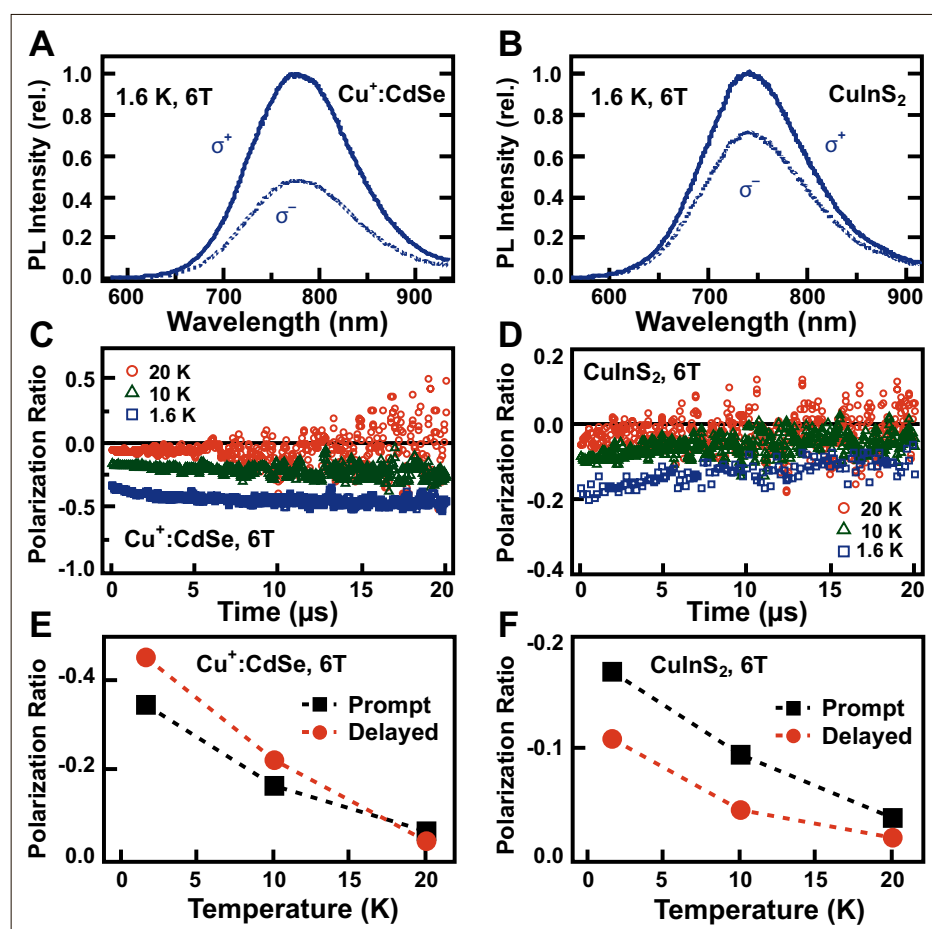 A
PL Intensity (rel.)
1.0
0.8
0.6
0.4
0.2
0.0
1.6 K, 6T
Cu⁺:CdSe
σ⁺
σ⁻
600 700 800 900
Wavelength (nm)
B
PL Intensity (rel.)
1.0
0.8
0.6
0.4
0.2
0.0
1.6 K, 6T
CuInS₂
σ⁺
σ⁻
600 700 800 900
Wavelength (nm)
C
Polarization Ratio
0.5
0.0
-0.5
-1.0
20 K
10 K
1.6 K
Cu⁺:CdSe, 6T
0 5 10 15 20
Time (µs)
D
Polarization Ratio
0.2
0.0
-0.2
-0.4
CuInS₂, 6T
20 K
10 K
1.6 K
0 5 10 15 20
Time (µs)
E
Polarization Ratio
-0.4
-0.2
0.0
Cu⁺:CdSe, 6T
Prompt
Delayed
0 5 10 15 20
Temperature (K)
F
Polarization Ratio
-0.2
-0.1
0.0
CuInS₂, 6T
Prompt
Delayed
0 5 10 15 20
Temperature (K)